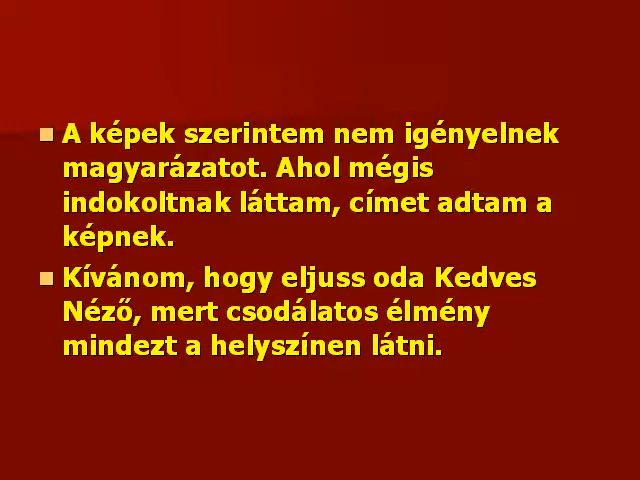 A képek szerintem nem igényelnek
magyarázatot. Ahol mégis
indokoltnak láttam, címet adtam a
képnek.
Kívánom, hogy eljuss oda Kedves
Néző, mert csodálatos élmény
mindezt a helyszínen látni.